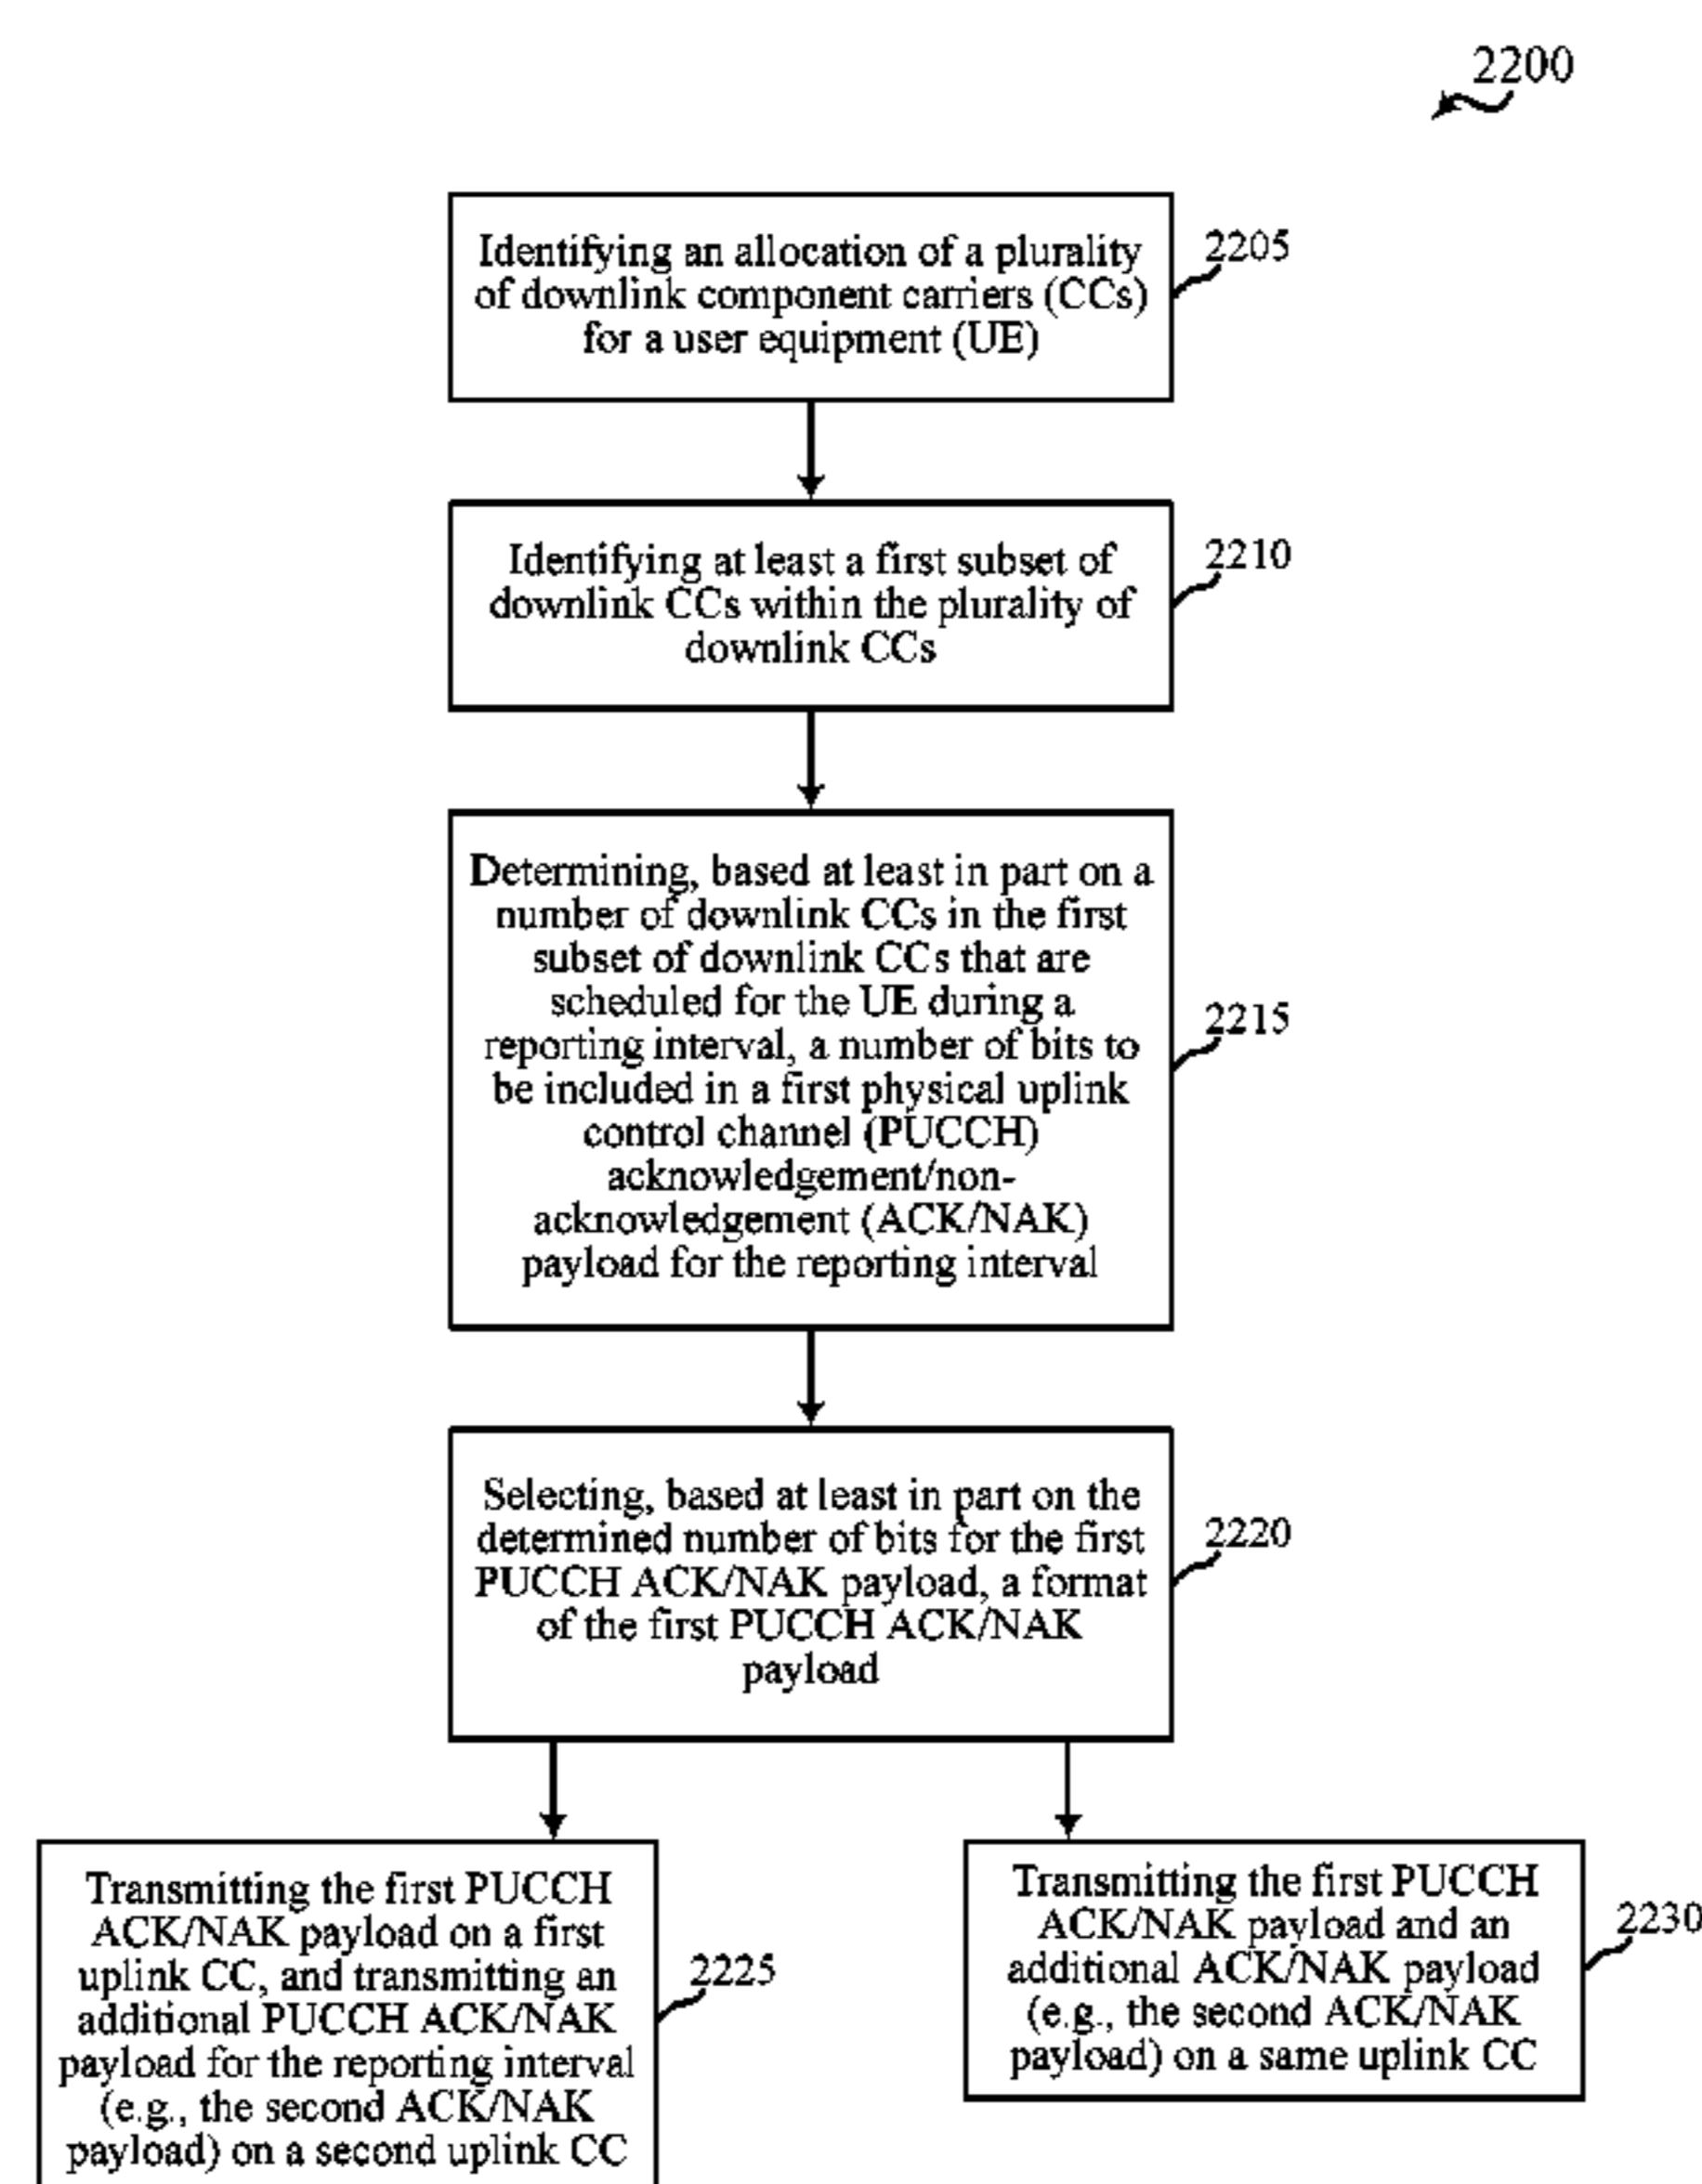 2200
Identifying an allocation of a plurality
of downlink component carriers (CCs)
for a user equipment (UE)
2205
Identifying at least a first subset of
downlink CCs within the plurality of
downlink CCs
2210
Determining, based at least in part on a
number of downlink CCs in the first
subset of downlink CCs that are
scheduled for the UE during a
reporting interval, a number of bits to
be included in a first physical uplink
control channel (PUCCH)
acknowledgement/non-
acknowledgement (ACK/NAK)
payload for the reporting interval
2215
Selecting, based at least in part on the
determined number of bits for the first
PUCCH ACK/NAK payload, a format
of the first PUCCH ACK/NAK
payload
2220
Transmitting the first PUCCH
ACK/NAK payload on a first
uplink CC, and transmitting an
additional PUCCH ACK/NAK
payload for the reporting interval
(e.g., the second ACK/NAK
payload) on a second uplink CC
2225
Transmitting the first PUCCH
ACK/NAK payload and an
additional ACK/NAK payload
(e.g., the second ACK/NAK
payload) on a same uplink CC
2230